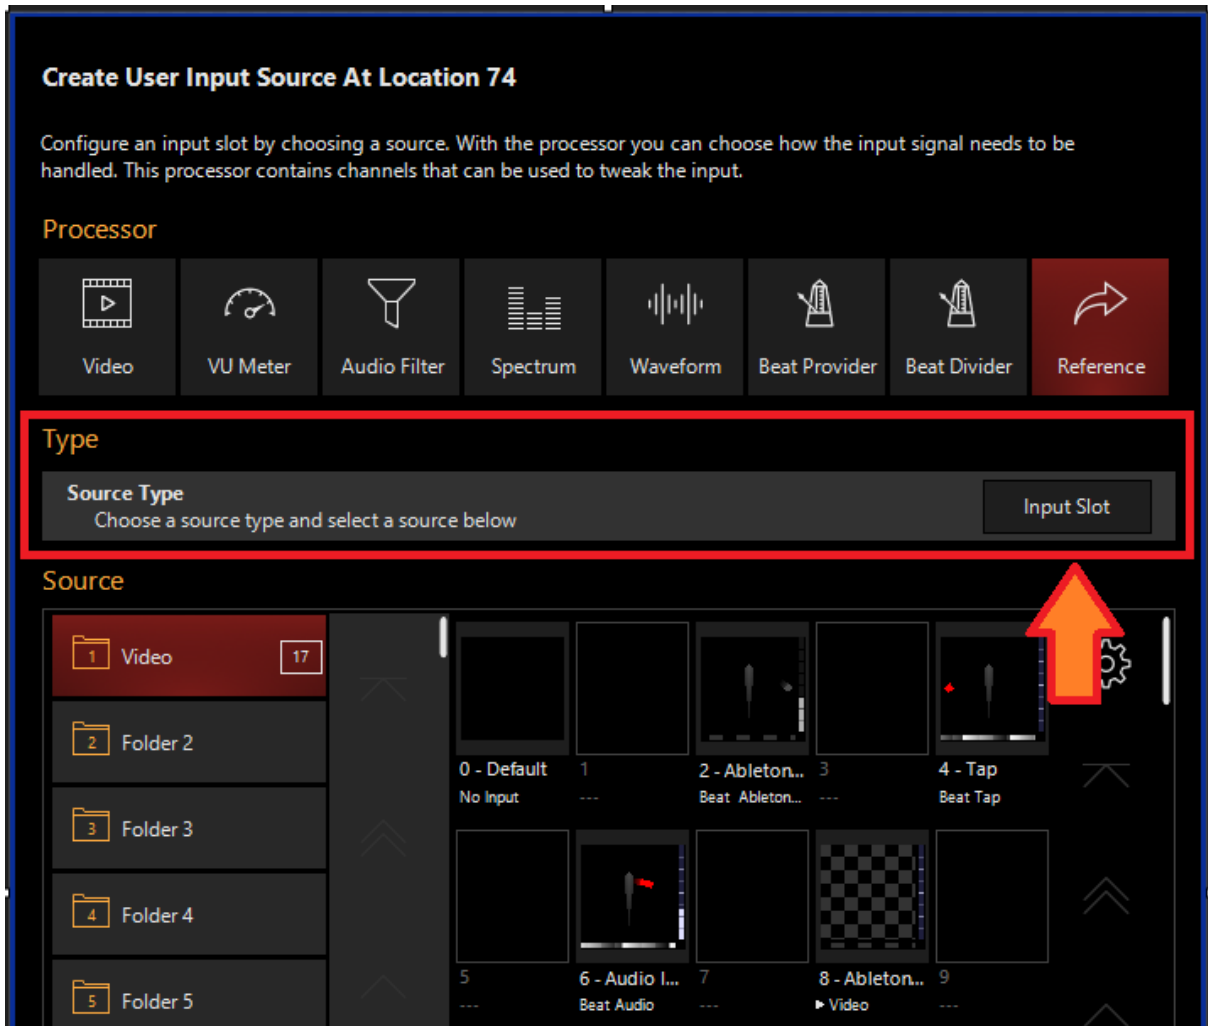 Create User Input Source At Location 74
Configure an input slot by choosing a source. With the processor you can choose how the input signal needs to be
handled. This processor contains channels that can be used to tweak the input.
Processor
Video VU Meter Audio Filter Spectrum Waveform Beat Provider Beat Divider Reference
Type
Source Type
Choose a source type and select a source below
Input Slot
Source
1 Video 17
2 Folder 2
3 Folder 3
4 Folder 4
5 Folder 5
0 - Default 1 2 - Ableton... 3 4 - Tap
No Input --- Beat Ableton... --- Beat Tap
5 6 - Audio I... 7 8 - Ableton... 9
--- Beat Audio --- Video ---